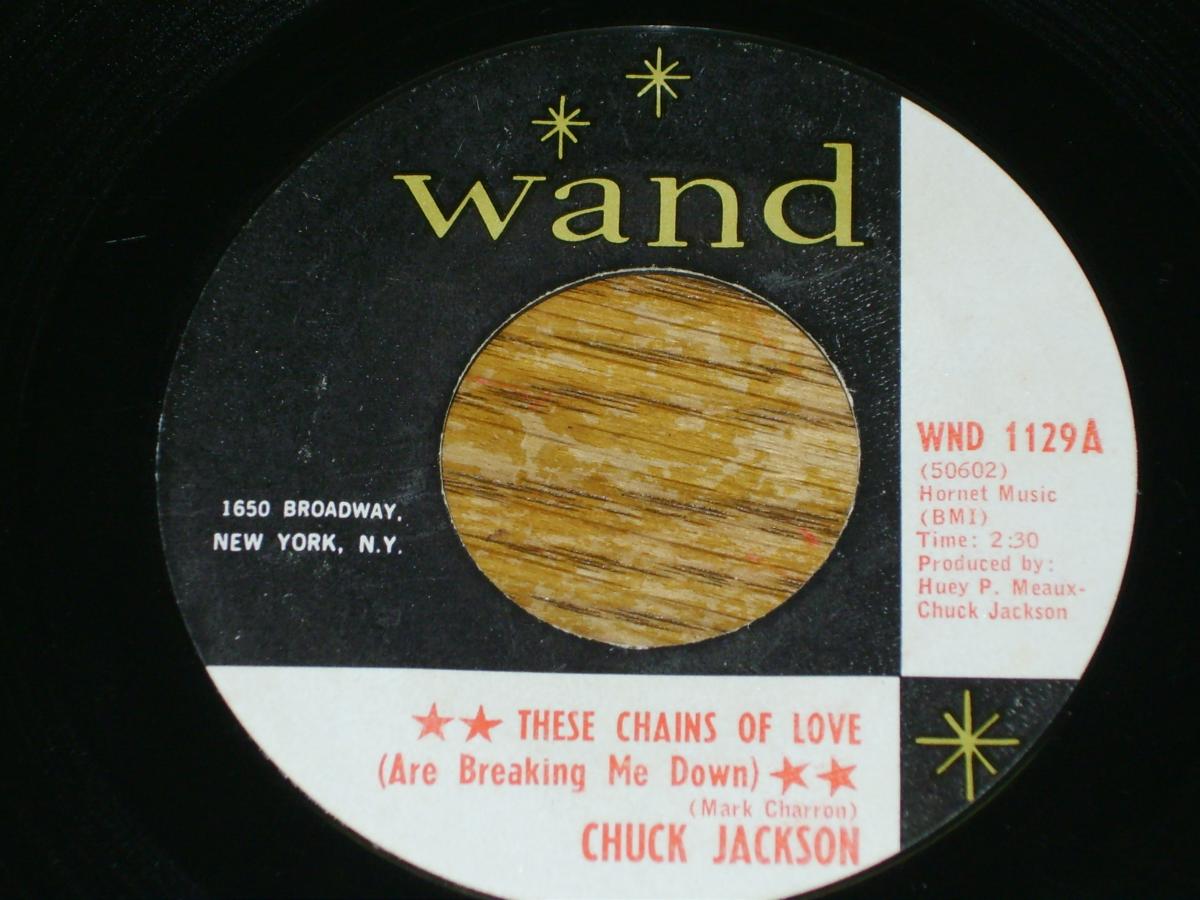 wand
1650 BROADWAY,
NEW YORK, N.Y.
WND 1129A
(50602)
Hornet Music
(BMI)
Time: 2:30
Produced by:
Huey P. Meaux-
Chuck Jackson
★★ THESE CHAINS OF LOVE
(Are Breaking Me Down) ★★
(Mark Charron)
CHUCK JACKSON